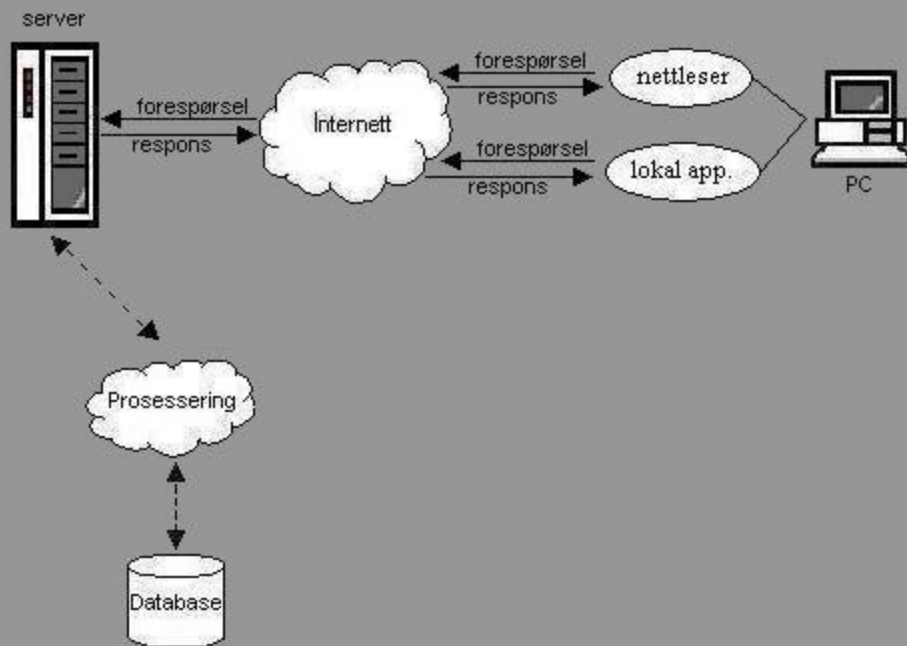 server
forespørsel
respons
Internett
forespørsel
respons
forespørsel
respons
nettleser
lokal app.
PC
Prosessering
Database